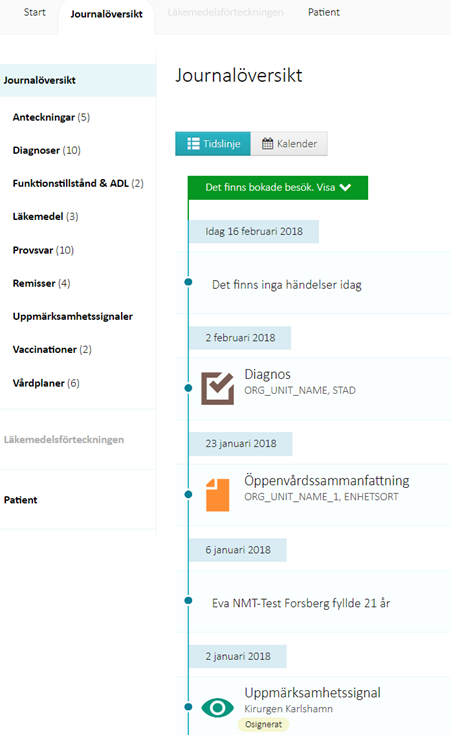 Start Journalöversikt Läkemedelsförteckningen Patient
Journalöversikt
Anteckningar (5)
Diagnoser (10)
Funktionstillstånd & ADL (2)
Läkemedel (3)
Provsvar (10)
Remisser (4)
Uppmärksamhetssignaler
Vaccinationer (2)
Vårdplaner (6)
Läkemedelsförteckningen
Patient
Journalöversikt
Tidslinje Kalender
Det finns bokade besök. Visa
Idag 16 februari 2018
Det finns inga händelser idag
2 februari 2018
Diagnos
ORG_UNIT_NAME, STAD
23 januari 2018
Öppenvårdssammanfattning
ORG_UNIT_NAME_1, ENHETSORT
6 januari 2018
Eva NMT-Test Forsberg fyllde 21 år
2 januari 2018
Uppmärksamhetssignal
Kirurgen Karlshamn
Osignerat